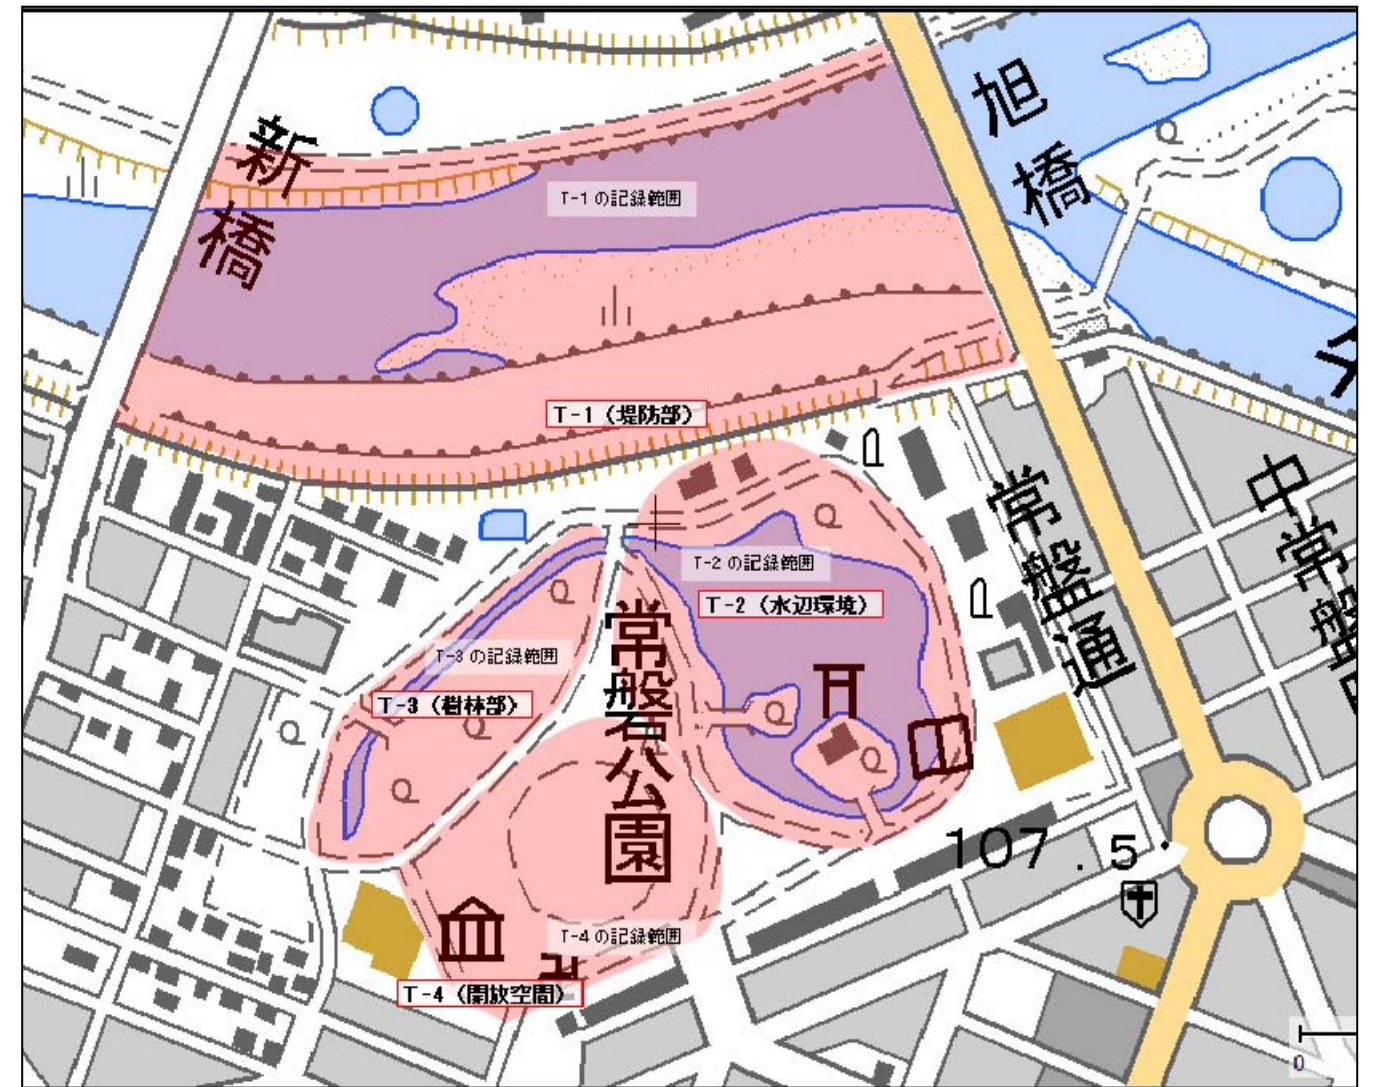 旭橋
新橋
T-1 の記録範囲
T-1（堤防部）
常盤通
中常盤
T-2 の記録範囲
T-2（水辺環境）
常盤公園
T-3 の記録範囲
T-3（樹林部）
107.5
T-4 の記録範囲
T-4（開放空間）
0